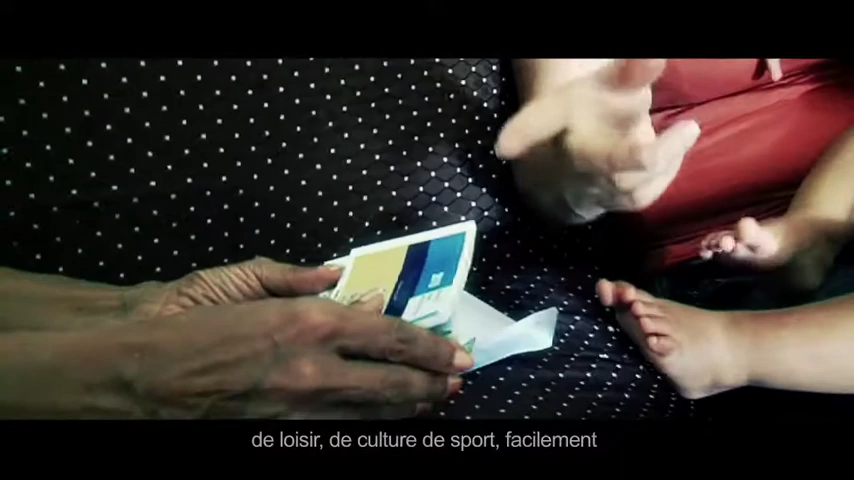 de loisir, de culture de sport, facilement